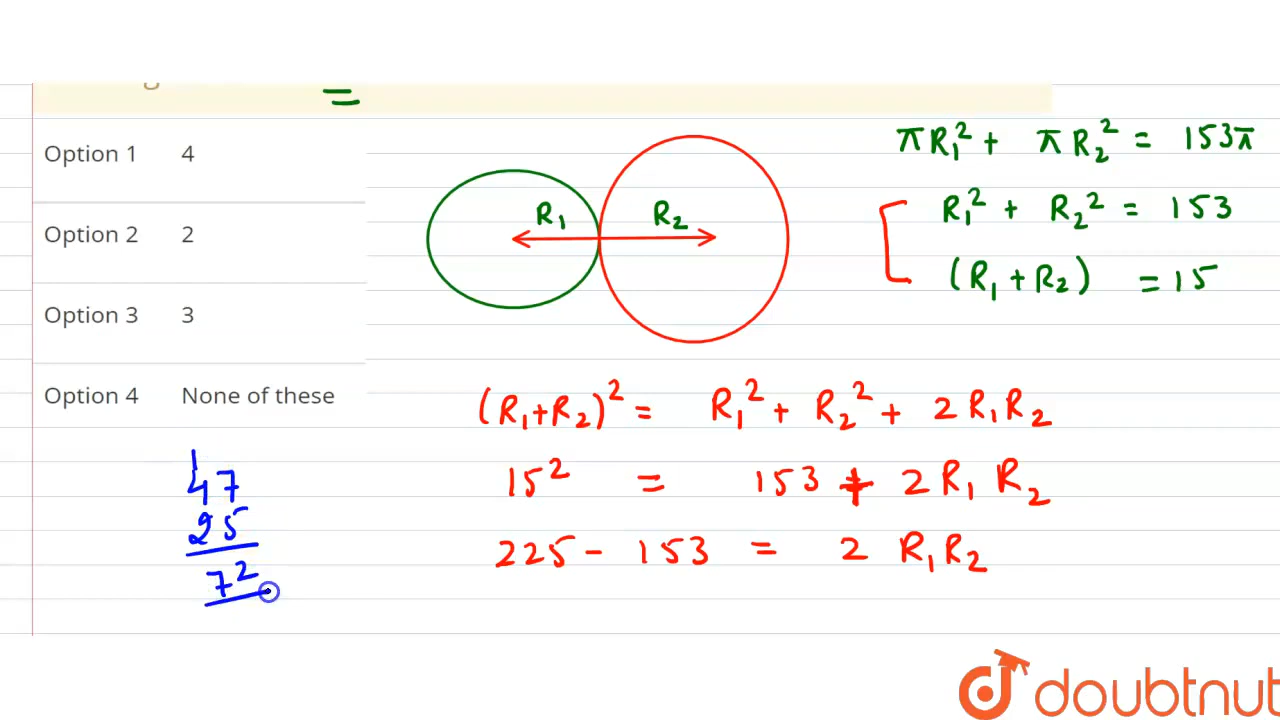 =
Option 1 4
Option 2 2
Option 3 3
Option 4 None of these
R₁ R₂
πR₁² + πR₂² = 153π
R₁² + R₂² = 153
(R₁ + R₂) = 15
(R₁+R₂)² = R₁² + R₂² + 2R₁R₂
15² = 153 + 2R₁R₂
225 - 153 = 2 R₁R₂
1
47
25
72
doubtnut